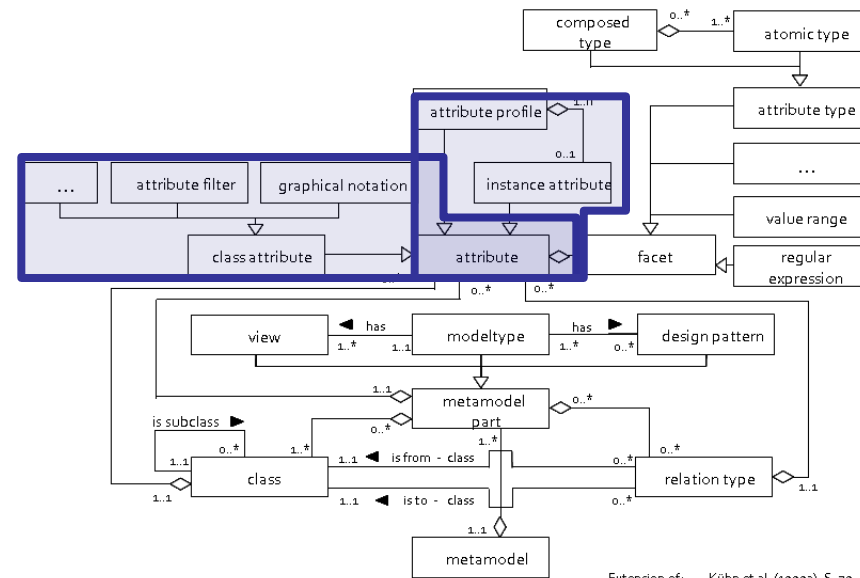 composed
type
0..*
1..*
atomic type
attribute profile
1..n
attribute type
0..1
...
attribute filter
graphical notation
instance attribute
...
value range
class attribute
attribute
facet
regular
expression
0..*
0..*
0..*
view
has
1..*
1..1
modeltype
has
1..*
0..*
design pattern
1..1
metamodel
part
0..*
0..*
is subclass
0..*
1..1
1..*
1..*
0..*
is from - class
1..1
0..*
class
relation type
1..1
1..1
is to - class
1..1
0..*
1..1
metamodel